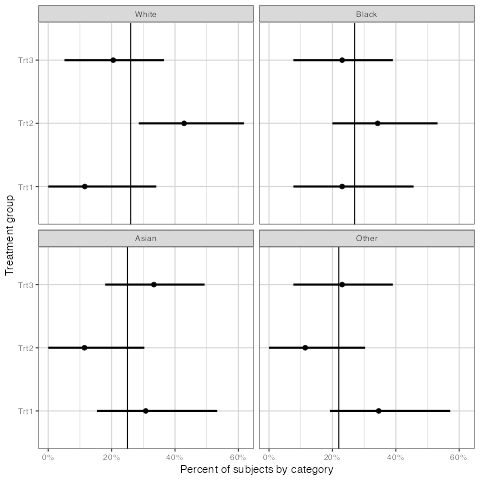 White
Black
Trt3
Trt2
Trt1
Asian
Other
Trt3
Trt2
Trt1
Treatment group
0% 20% 40% 60% 0% 20% 40% 60%
Percent of subjects by category